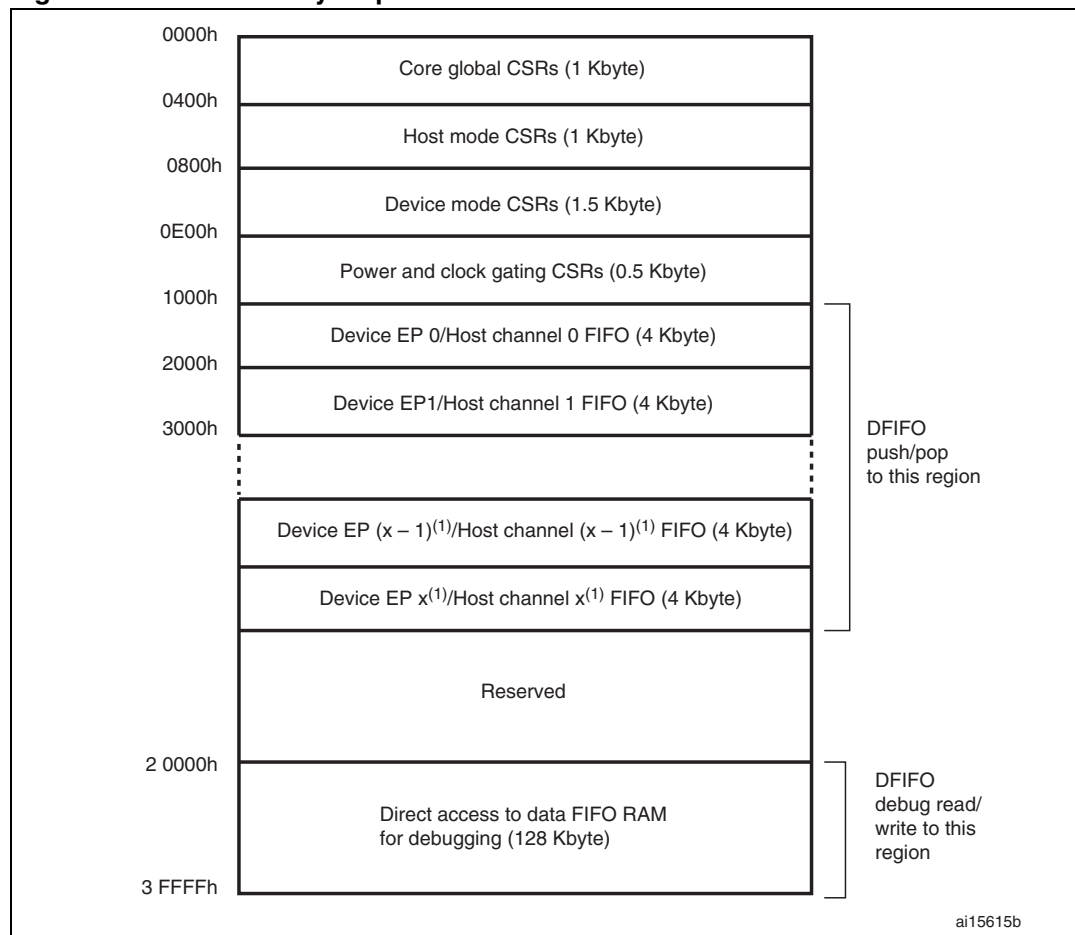 0000h
Core global CSRs (1 Kbyte)
0400h
Host mode CSRs (1 Kbyte)
0800h
Device mode CSRs (1.5 Kbyte)
0E00h
Power and clock gating CSRs (0.5 Kbyte)
1000h
Device EP 0/Host channel 0 FIFO (4 Kbyte)
2000h
Device EP1/Host channel 1 FIFO (4 Kbyte)
3000h
DFIFO
push/pop
to this region
Device EP (x – 1)(1)/Host channel (x – 1)(1) FIFO (4 Kbyte)
Device EP x(1)/Host channel x(1) FIFO (4 Kbyte)
Reserved
2 0000h
Direct access to data FIFO RAM
for debugging (128 Kbyte)
3 FFFFh
DFIFO
debug read/
write to this
region
ai15615b